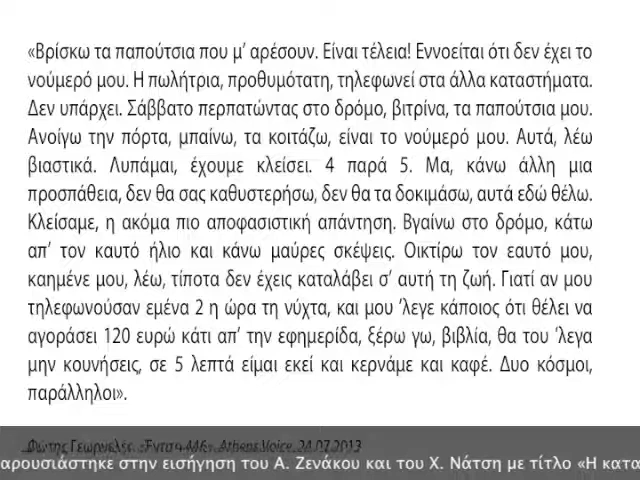 «Βρίσκω τα παπούτσια που μ’ αρέσουν. Είναι τέλεια! Εννοείται ότι δεν έχει το
νούμερό μου. Η πωλήτρια, προθυμότατη, τηλεφωνεί στα άλλα καταστήματα.
Δεν υπάρχει. Σάββατο περπατώντας στο δρόμο, βιτρίνα, τα παπούτσια μου.
Ανοίγω την πόρτα, μπαίνω, τα κοιτάζω, είναι το νούμερό μου. Αυτά, λέω
βιαστικά. Λυπάμαι, έχουμε κλείσει. 4 παρά 5. Μα, κάνω άλλη μια
προσπάθεια, δεν θα σας καθυστερήσω, δεν θα τα δοκιμάσω, αυτά εδώ θέλω.
Κλείσαμε, η ακόμα πιο αποφασιστική απάντηση. Βγαίνω στο δρόμο, κάτω
απ’ τον καυτό ήλιο και κάνω μαύρες σκέψεις. Οικτίρω τον εαυτό μου,
καημένε μου, λέω, τίποτα δεν έχεις καταλάβει σ’ αυτή τη ζωή. Γιατί αν μου
τηλεφωνούσαν εμένα 2 η ώρα τη νύχτα, και μου ‘λεγε κάποιος ότι θέλει να
αγοράσει 120 ευρώ κάτι απ’ την εφημερίδα, ξέρω γω, βιβλία, θα του ‘λεγα
μην κουνήσεις, σε 5 λεπτά είμαι εκεί και κερνάμε και καφέ. Δυο κόσμοι,
παράλληλοι».
Φώτης Γεωργελές, «Έντιτο 446», Athens Voice, 24.07.2013
αρουσιάστηκε στην εισήγηση του Α. Ζενάκου και του Χ. Νάτση με τίτλο «Η κατα